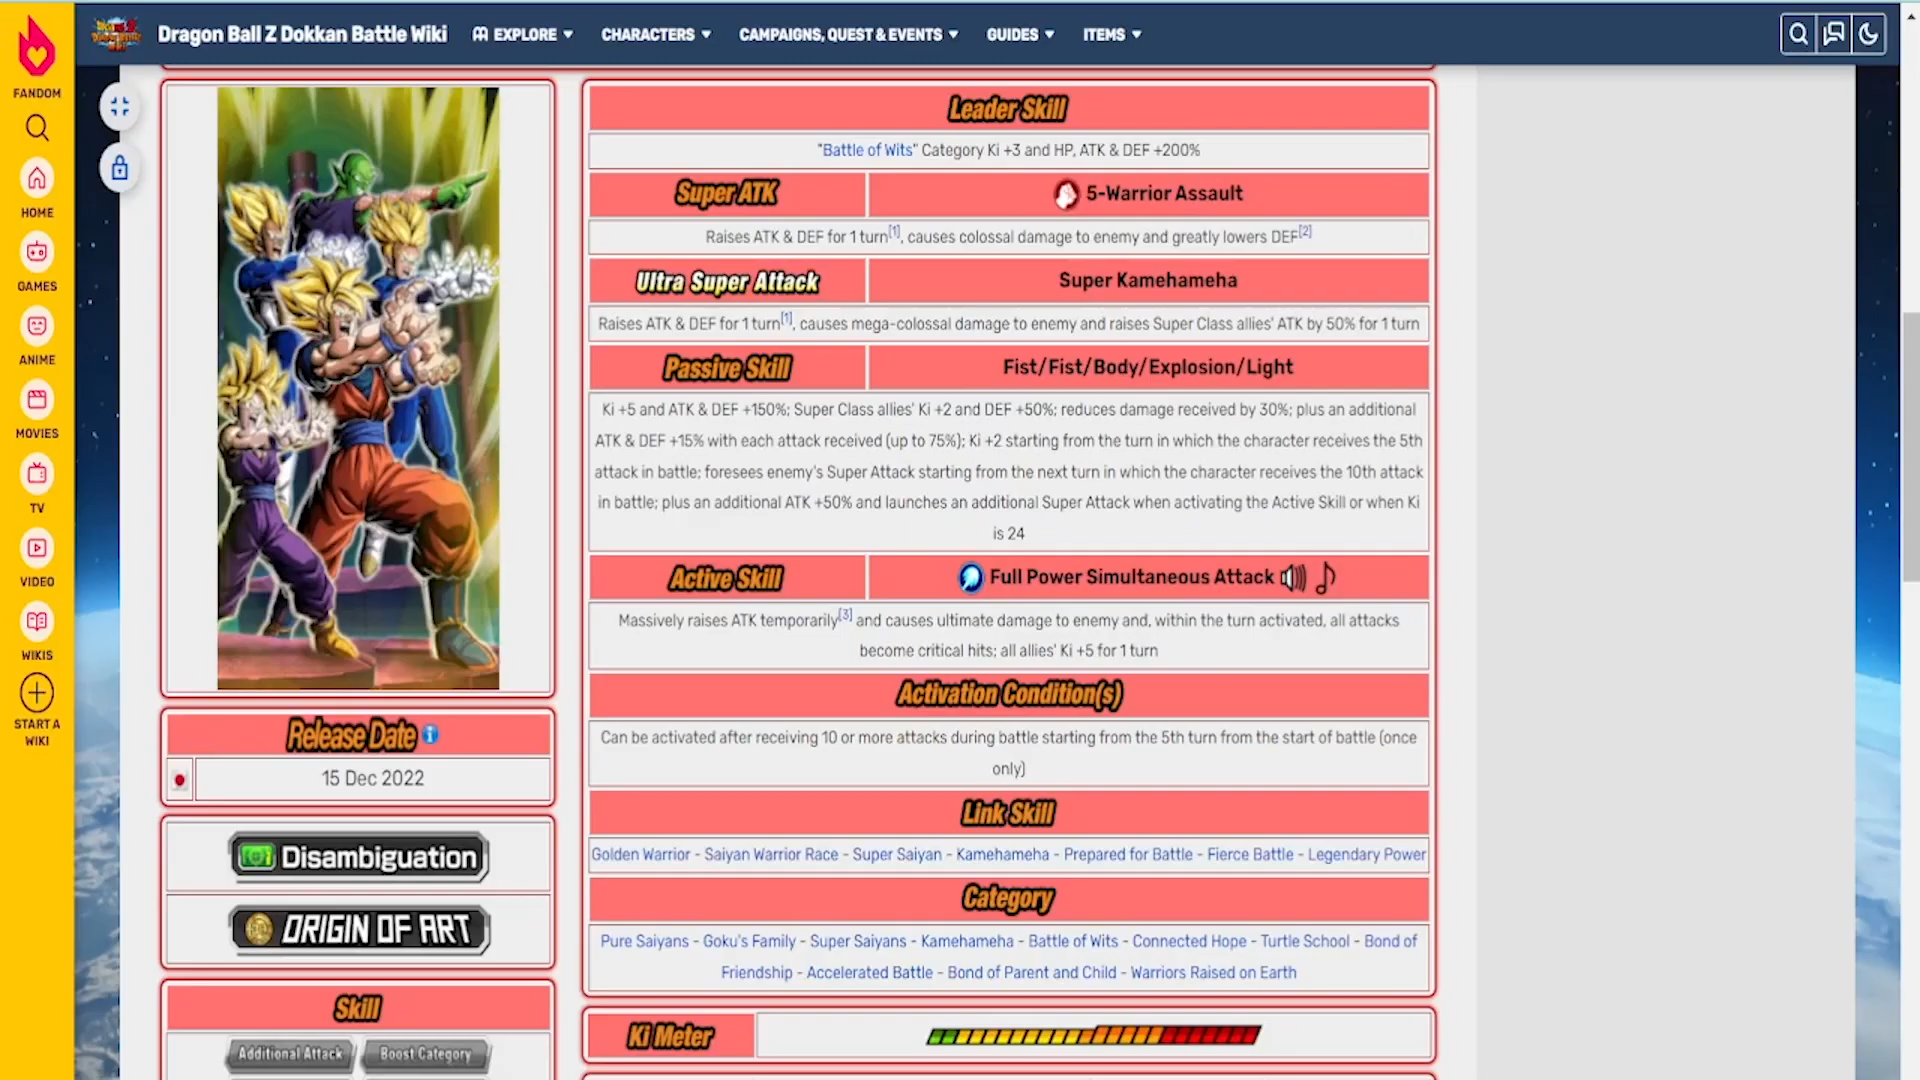 Dragon Ball Z Dokkan Battle Wiki
EXPLORE
CHARACTERS
CAMPAIGNS, QUEST & EVENTS
GUIDES
ITEMS
FANDOM
HOME
GAMES
ANIME
MOVIES
TV
VIDEO
WIKIS
START A
WIKI
Release Date
15 Dec 2022
Disambiguation
ORIGIN OF ART
Skill
Additional Attack
Boost Category
Leader Skill
"Battle of Wits" Category Ki +3 and HP, ATK & DEF +200%
Super ATK
5-Warrior Assault
Raises ATK & DEF for 1 turn[1], causes colossal damage to enemy and greatly lowers DEF[2]
Ultra Super Attack
Super Kamehameha
Raises ATK & DEF for 1 turn[1], causes mega-colossal damage to enemy and raises Super Class allies' ATK by 50% for 1 turn
Passive Skill
Fist/Fist/Body/Explosion/Light
Ki +5 and ATK & DEF +150%; Super Class allies' Ki +2 and DEF +50%; reduces damage received by 30%; plus an additional
ATK & DEF +15% with each attack received (up to 75%); Ki +2 starting from the turn in which the character receives the 5th
attack in battle; foresees enemy's Super Attack starting from the next turn in which the character receives the 10th attack
in battle; plus an additional ATK +50% and launches an additional Super Attack when activating the Active Skill or when Ki
is 24
Active Skill
Full Power Simultaneous Attack
Massively raises ATK temporarily[3] and causes ultimate damage to enemy and, within the turn activated, all attacks
become critical hits; all allies' Ki +5 for 1 turn
Activation Condition(s)
Can be activated after receiving 10 or more attacks during battle starting from the 5th turn from the start of battle (once
only)
Link Skill
Golden Warrior - Saiyan Warrior Race - Super Saiyan - Kamehameha - Prepared for Battle - Fierce Battle - Legendary Power
Category
Pure Saiyans - Goku's Family - Super Saiyans - Kamehameha - Battle of Wits - Connected Hope - Turtle School - Bond of
Friendship - Accelerated Battle - Bond of Parent and Child - Warriors Raised on Earth
Ki Meter